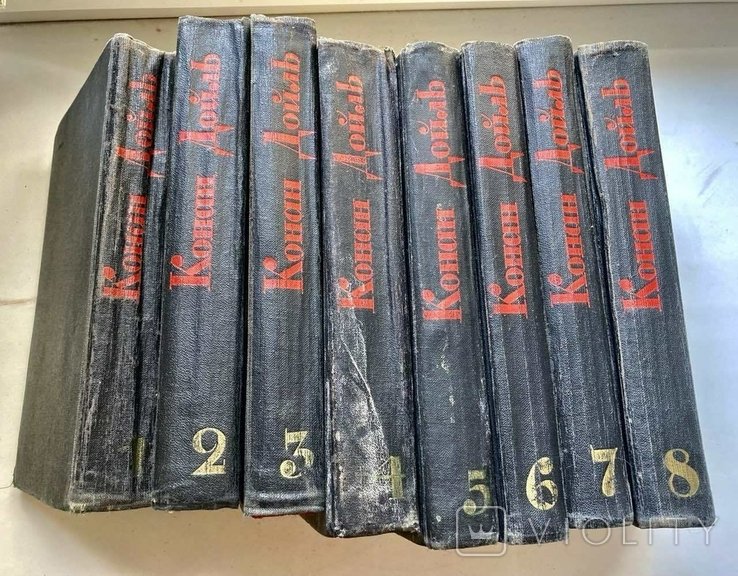 Конан Дойль
1
Конан Дойль
2
Конан Дойль
3
Конан Дойль
4
Конан Дойль
5
Конан Дойль
6
Конан Дойль
7
Конан Дойль
8
VIOLITY